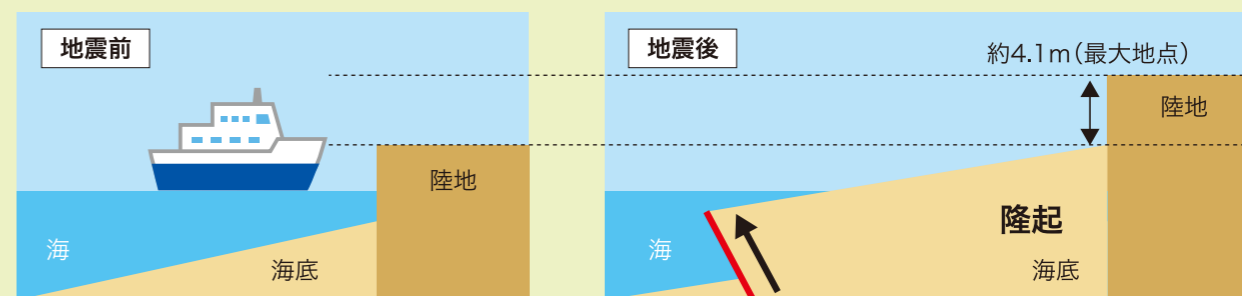 地震前
陸地
海
海底
地震後
約4.1m（最大地点）
陸地
隆起
海
海底